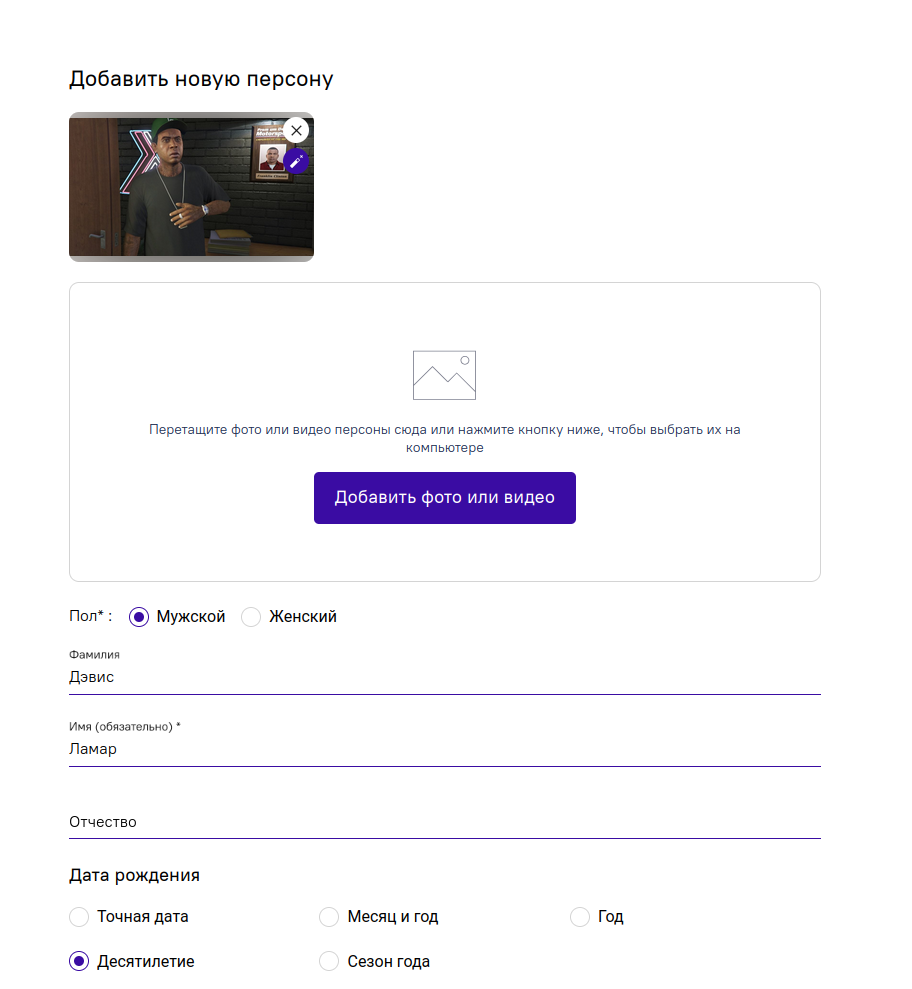 Добавить новую персону
Перетащите фото или видео персоны сюда или нажмите кнопку ниже, чтобы выбрать их на
компьютере
Добавить фото или видео
Пол* :
Мужской
Женский
Фамилия
Дэвис
Имя (обязательно) *
Ламар
Отчество
Дата рождения
Точная дата
Месяц и год
Год
Десятилетие
Сезон года